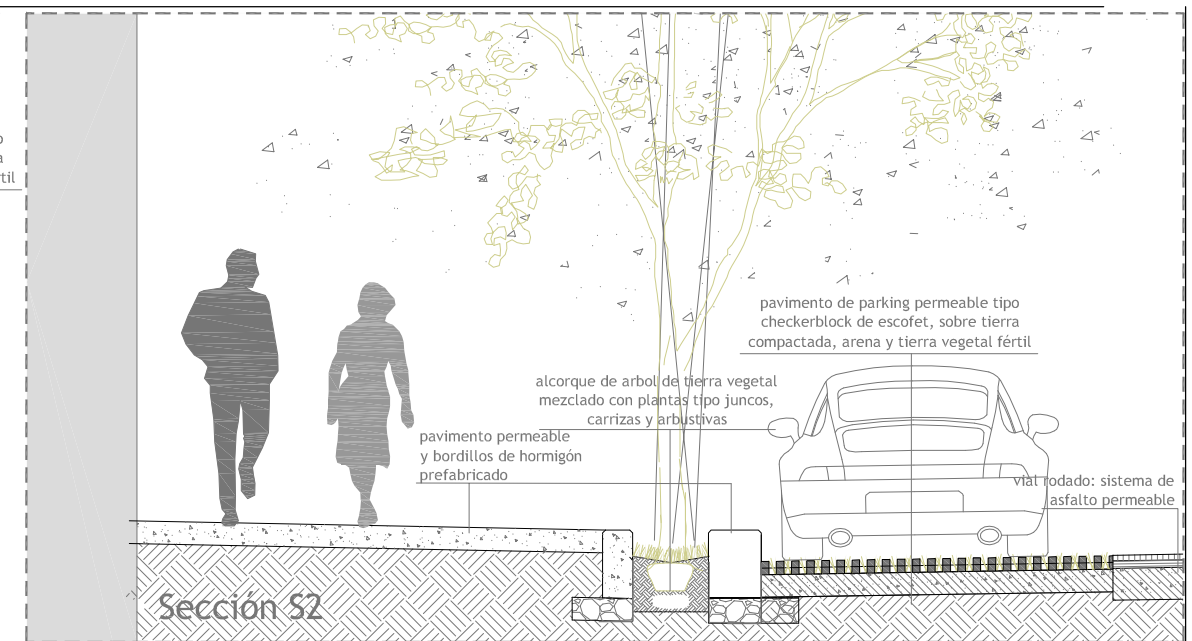 o
a
til
pavimento de parking permeable tipo
checkerblock de escofet, sobre tierra
compactada, arena y tierra vegetal fértil
alcorque de arbol de tierra vegetal
mezclado con plantas tipo juncos,
carrizas y arbustivas
pavimento permeable
y bordillos de hormigón
prefabricado
vial rodado: sistema de
asfalto permeable
Sección S2